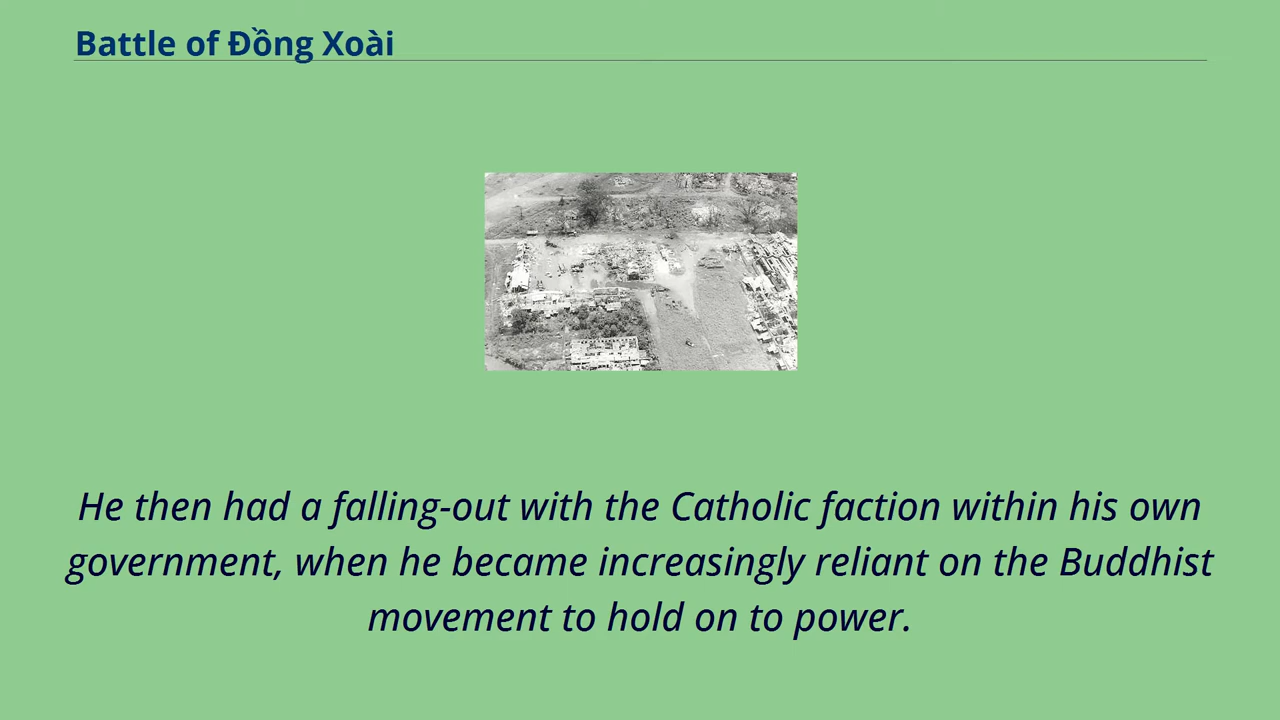 Battle of Đồng Xoài
He then had a falling-out with the Catholic faction within his own
government, when he became increasingly reliant on the Buddhist
movement to hold on to power.